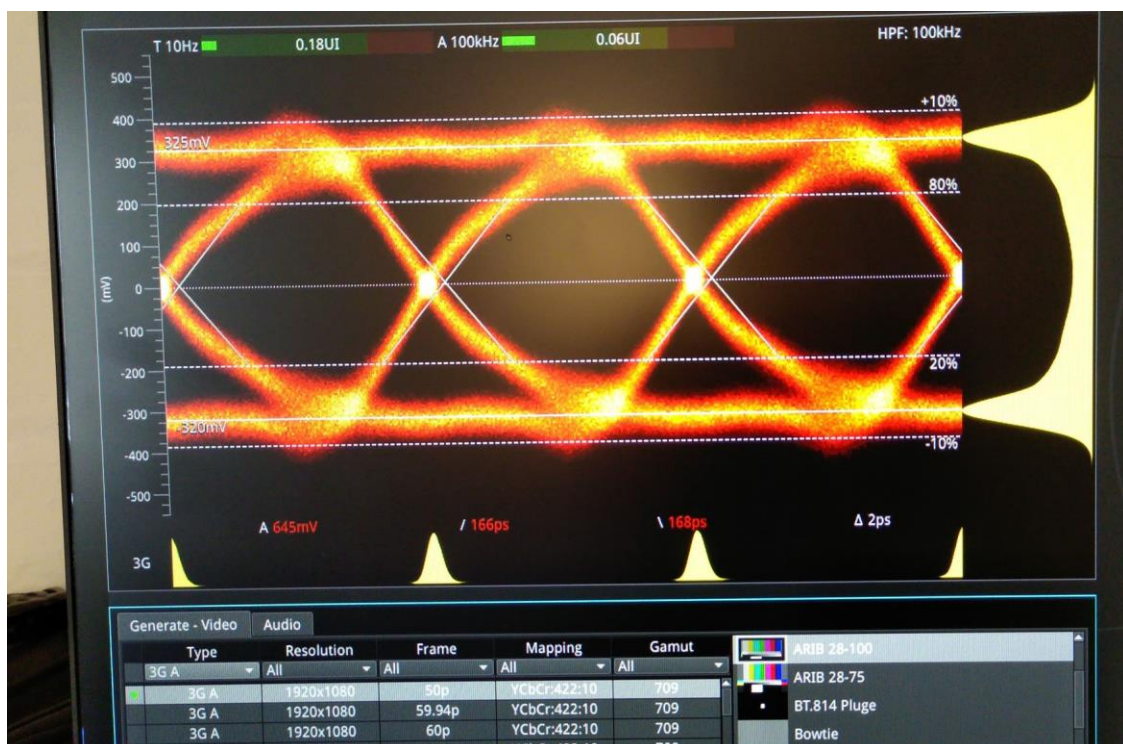 T 10Hz 0.18UI A 100kHz 0.06UI HPF: 100kHz
500
+10%
400
325mV
300
80%
200
100
(mV)
0
-100
20%
-200
-300
-320mV
-10%
-400
-500
A 645mV / 166ps \ 168ps Δ 2ps
3G
Generate - Video Audio
Type Resolution Frame Mapping Gamut
3G A All All All All
3G A 1920x1080 50p YCbCr:422:10 709
3G A 1920x1080 59.94p YCbCr:422:10 709
3G A 1920x1080 60p YCbCr:422:10 709
ARIB 28-100
ARIB 28-75
BT.814 Pluge
Bowtie